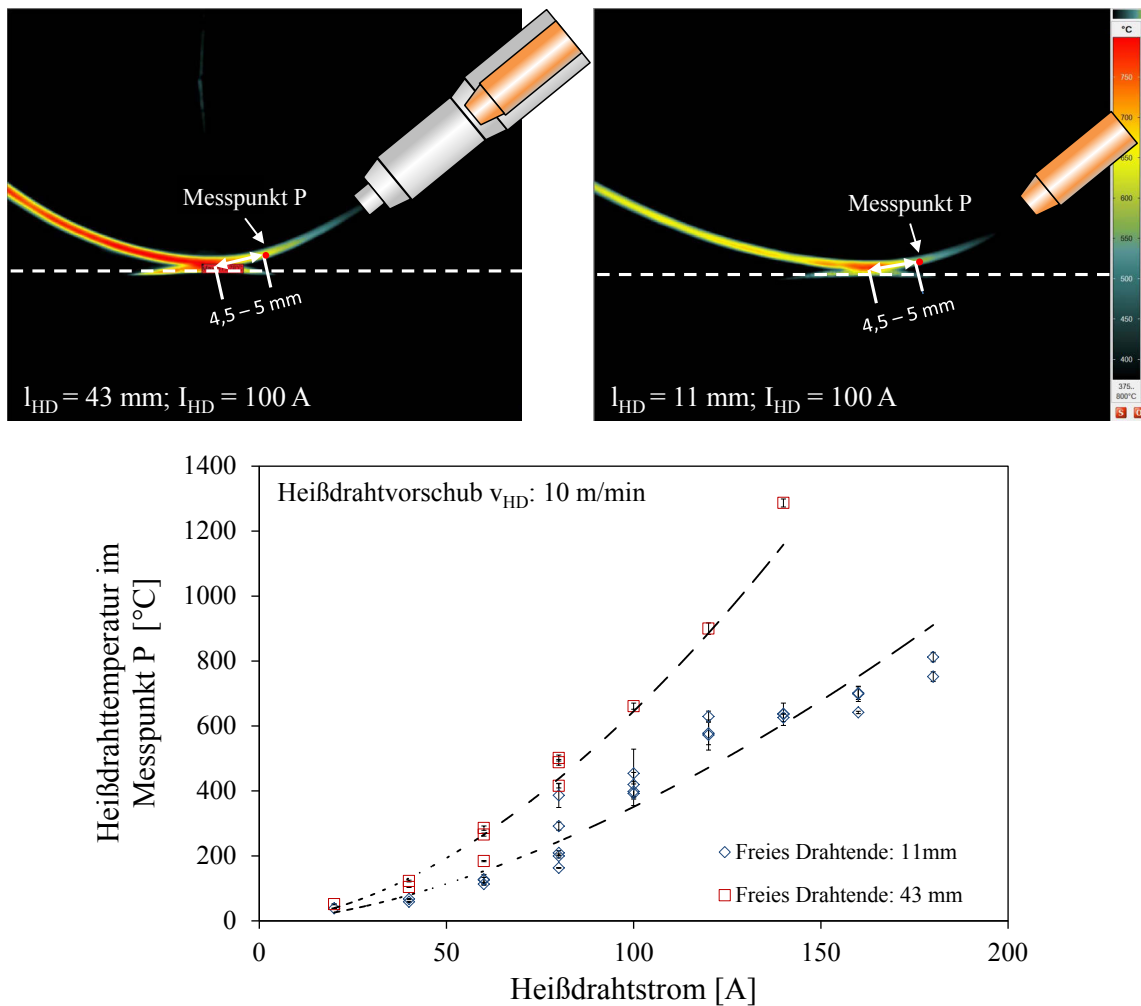 Messpunkt P
4,5 – 5 mm
l_HD = 43 mm; I_HD = 100 A
Messpunkt P
4,5 – 5 mm
l_HD = 11 mm; I_HD = 100 A
°C
750
700
650
600
550
500
450
400
375..
800°C
S
Heißdrahtvorschub v_HD: 10 m/min
Heißdrahttemperatur im
Messpunkt P [°C]
1400
1200
1000
800
600
400
200
0
Freies Drahtende: 11mm
Freies Drahtende: 43 mm
0
50
100
150
200
Heißdrahtstrom [A]